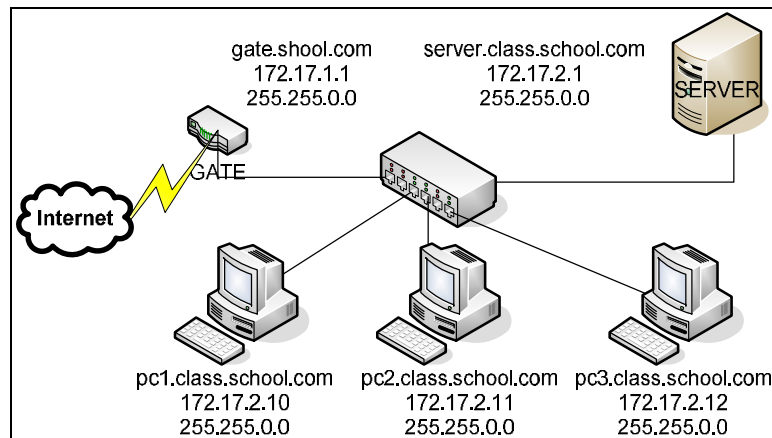 gate.shool.com
172.17.1.1
255.255.0.0
server.class.school.com
172.17.2.1
255.255.0.0
SERVER
GATE
Internet
pc1.class.school.com
172.17.2.10
255.255.0.0
pc2.class.school.com
172.17.2.11
255.255.0.0
pc3.class.school.com
172.17.2.12
255.255.0.0